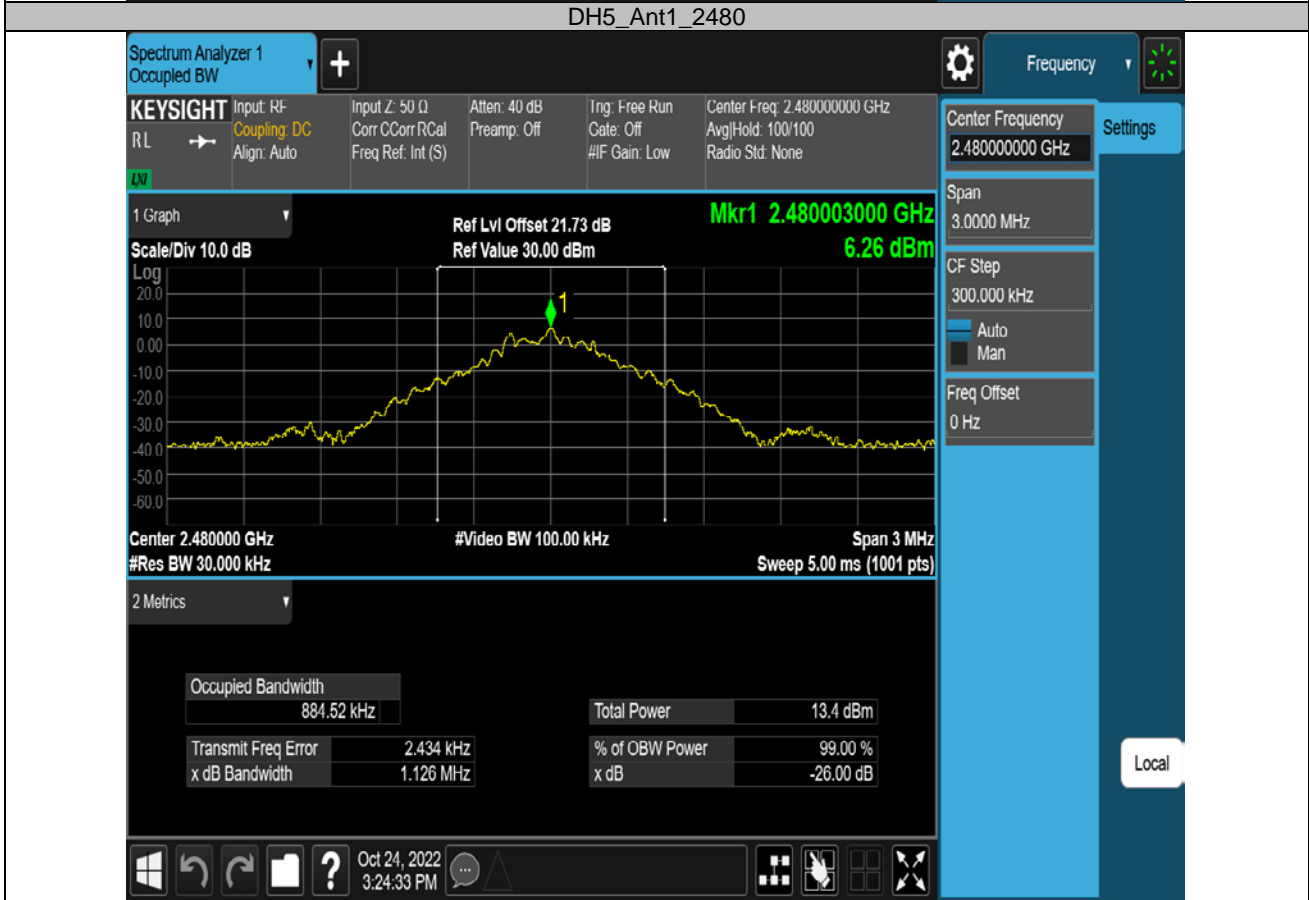 DH5_Ant1_2480
Spectrum Analyzer 1
Occupied BW
Frequency
KEYSIGHT
RL
LXI
Input: RF
Coupling: DC
Align: Auto
Input Z: 50 Ω
Corr CCorr RCal
Freq Ref: Int (S)
Atten: 40 dB
Preamp: Off
Trig: Free Run
Gate: Off
#IF Gain: Low
Center Freq: 2.480000000 GHz
Avg|Hold: 100/100
Radio Std: None
1 Graph
Scale/Div 10.0 dB
Ref Lvl Offset 21.73 dB
Ref Value 30.00 dBm
Mkr1 2.480003000 GHz
6.26 dBm
Log
20.0
10.0
0.00
-10.0
-20.0
-30.0
-40.0
-50.0
-60.0
1
Center 2.480000 GHz
#Res BW 30.000 kHz
#Video BW 100.00 kHz
Span 3 MHz
Sweep 5.00 ms (1001 pts)
2 Metrics
Occupied Bandwidth
884.52 kHz
Transmit Freq Error 2.434 kHz
x dB Bandwidth 1.126 MHz
Total Power 13.4 dBm
% of OBW Power 99.00 %
x dB -26.00 dB
Center Frequency
2.480000000 GHz
Span
3.0000 MHz
CF Step
300.000 kHz
Auto
Man
Freq Offset
0 Hz
Settings
Local
?
Oct 24, 2022
3:24:33 PM